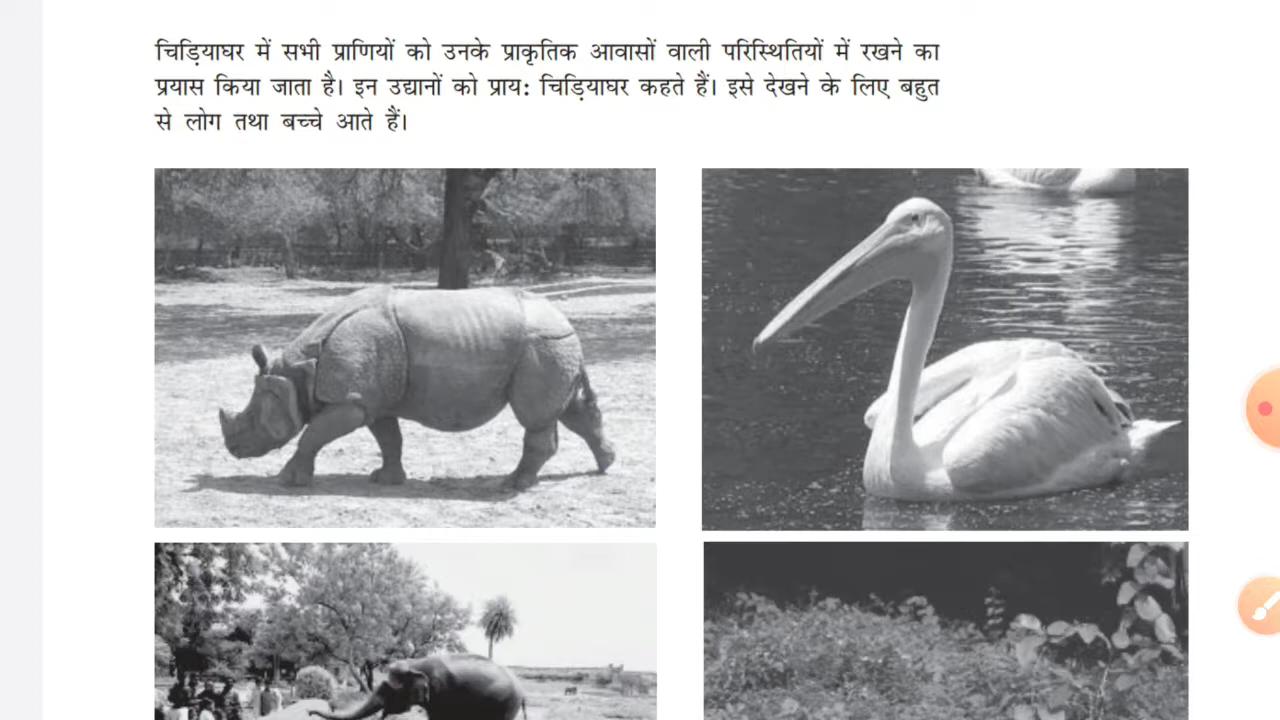 चिड़ियाघर में सभी प्राणियों को उनके प्राकृतिक आवासों वाली परिस्थितियों में रखने का
प्रयास किया जाता है। इन उद्यानों को प्राय: चिड़ियाघर कहते हैं। इसे देखने के लिए बहुत
से लोग तथा बच्चे आते हैं।